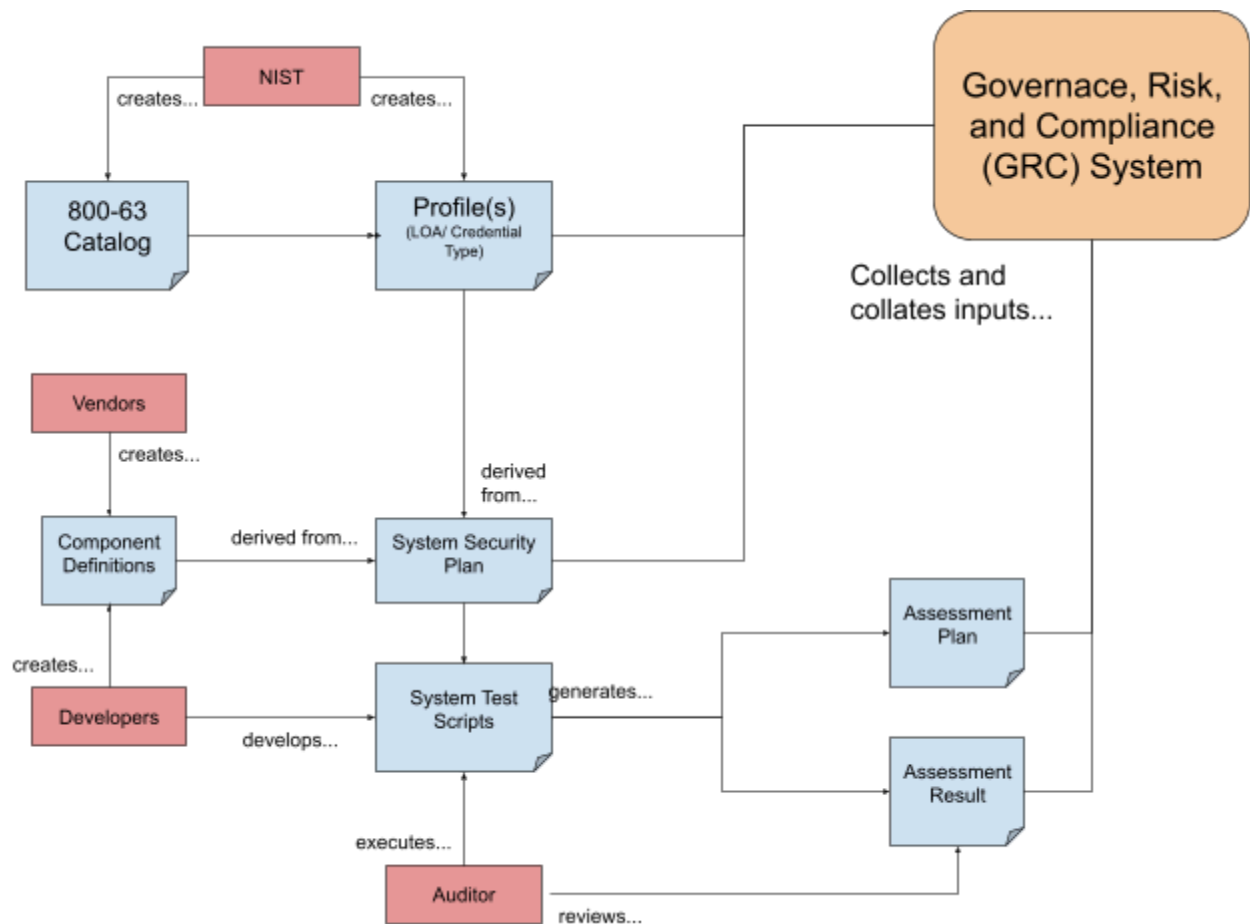 NIST
creates...
creates...
Governace, Risk,
and Compliance
(GRC) System
800-63
Catalog
Profile(s)
(LOA/ Credential
Type)
Collects and
collates inputs...
Vendors
creates...
derived
from...
Component
Definitions
derived from...
System Security
Plan
Assessment
Plan
creates...
Developers
develops...
System Test
Scripts
generates...
Assessment
Result
executes...
Auditor
reviews...